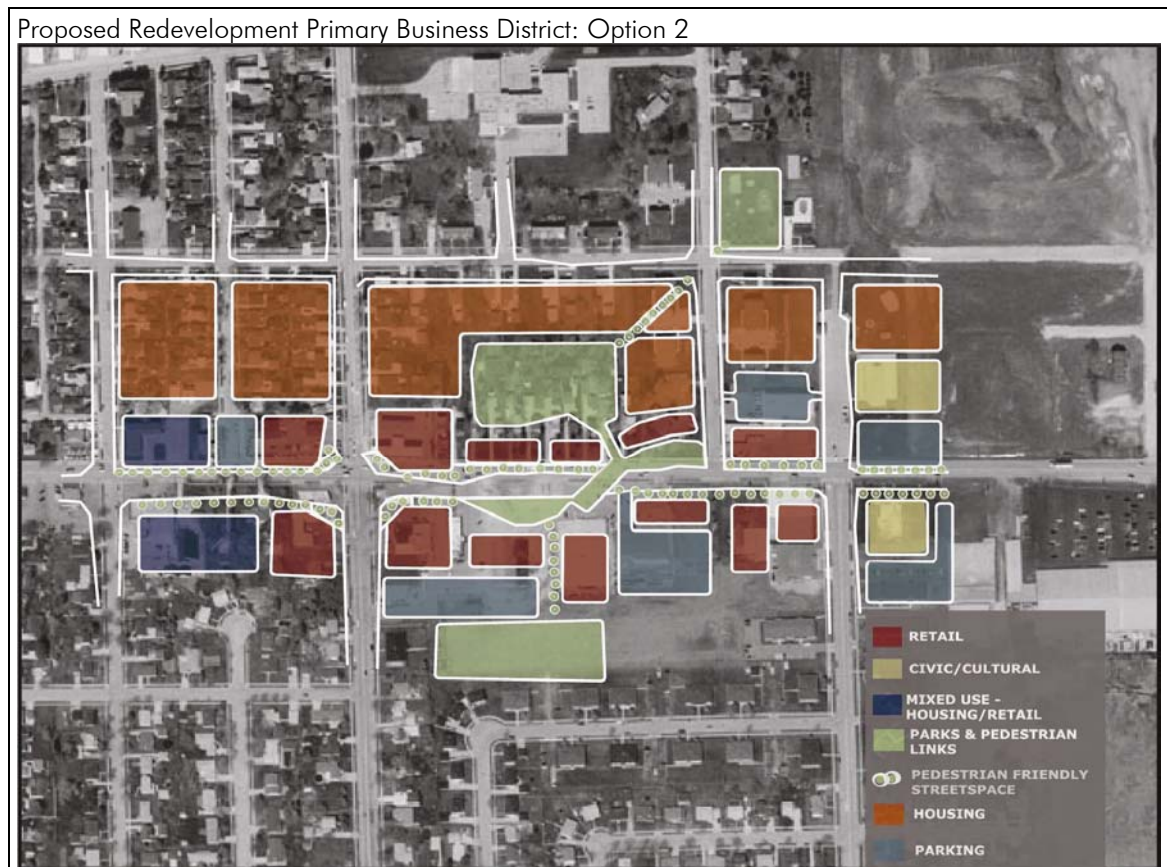 Proposed Redevelopment Primary Business District: Option 2
RETAIL
CIVIC/CULTURAL
MIXED USE -
HOUSING/RETAIL
PARKS & PEDESTRIAN
LINKS
PEDESTRIAN FRIENDLY
STREETSPACE
HOUSING
PARKING